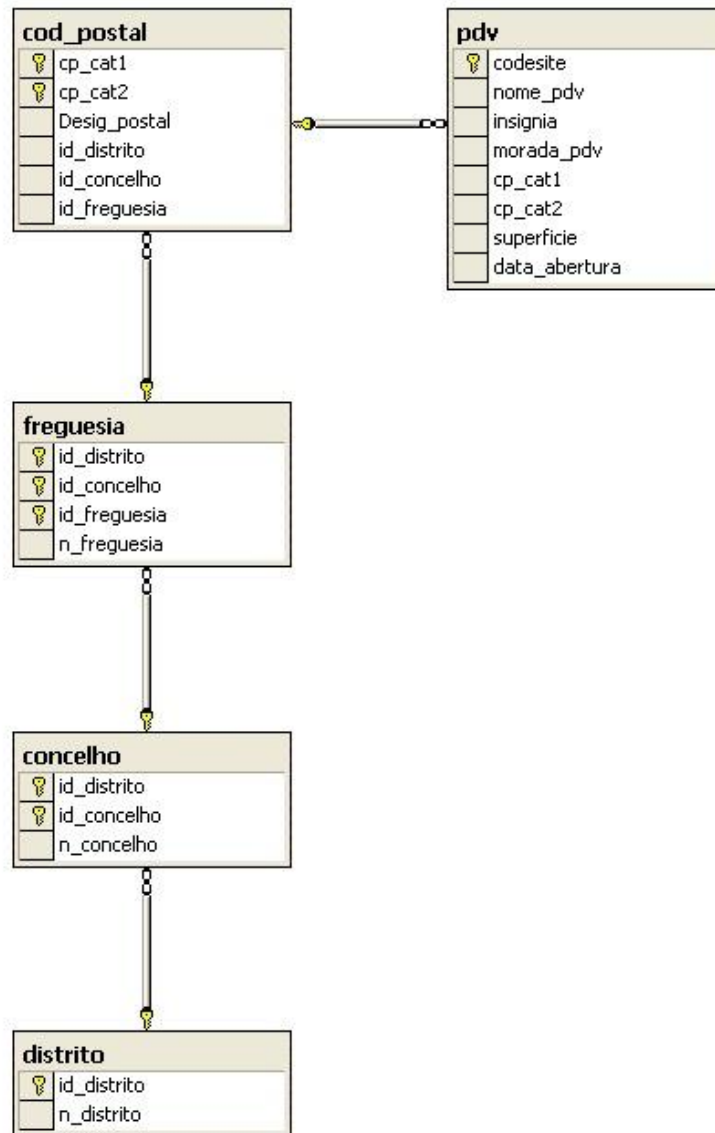 cod_postal
cp_cat1
cp_cat2
Desig_postal
id_distrito
id_concelho
id_freguesia
pdv
codesite
nome_pdv
insignia
morada_pdv
cp_cat1
cp_cat2
superficie
data_abertura
freguesia
id_distrito
id_concelho
id_freguesia
n_freguesia
concelho
id_distrito
id_concelho
n_concelho
distrito
id_distrito
n_distrito